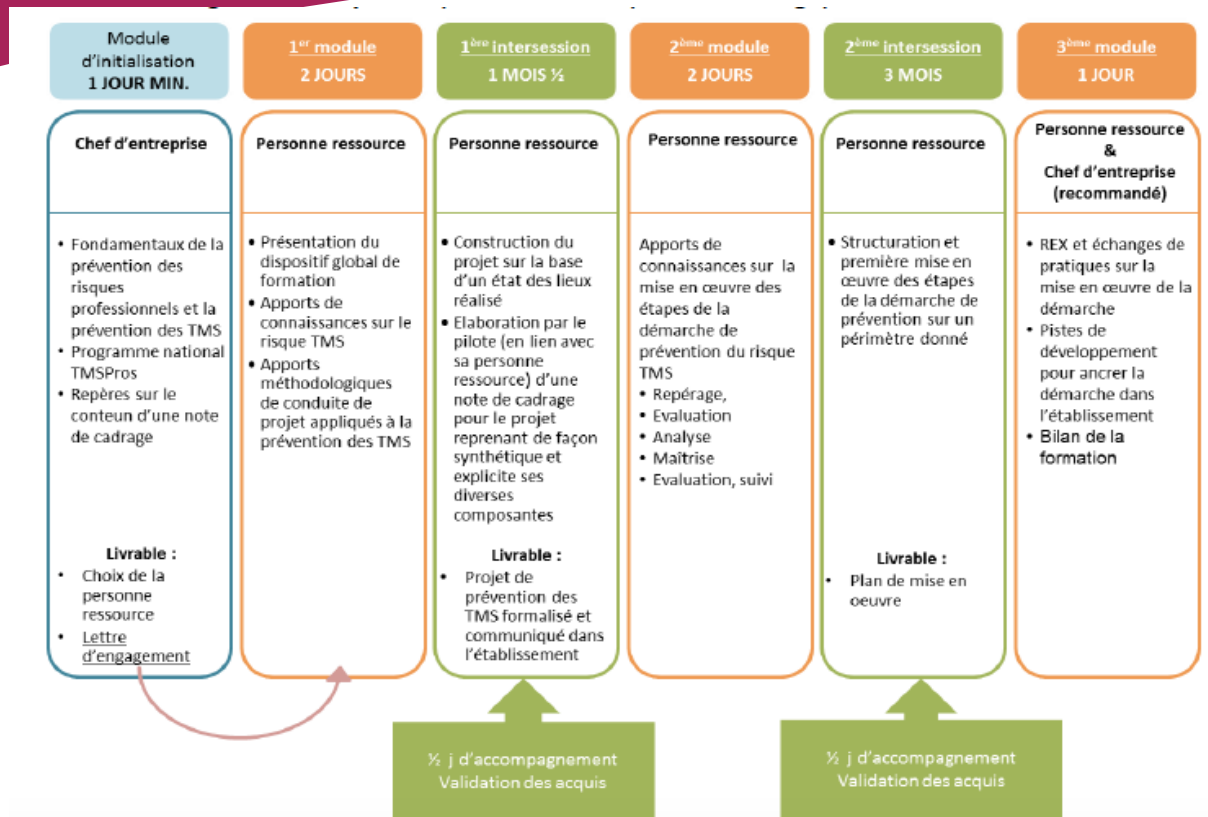 Module
d'initialisation
1 JOUR MIN.
1er module
2 JOURS
1ère intersession
1 MOIS ½
2ème module
2 JOURS
2ème intersession
3 MOIS
3ème module
1 JOUR
Chef d'entreprise
• Fondamentaux de la
prévention des
risques
professionnels et la
prévention des TMS
• Programme national
TMSPros
• Repères sur le
conteun d'une note
de cadrage
Livrable :
• Choix de la
personne
ressource
• Lettre
d'engagement
Personne ressource
• Présentation du
dispositif global de
formation
• Apports de
connaissances sur le
risque TMS
• Apports
méthodologiques
de conduite de
projet appliqués à la
prévention des TMS
Personne ressource
• Construction du
projet sur la base
d'un état des lieux
réalisé
• Elaboration par le
pilote (en lien avec
sa personne
ressource) d'une
note de cadrage
pour le projet
reprenant de façon
synthétique et
explicite ses
diverses
composantes
Livrable :
• Projet de
prévention des
TMS formalisé et
communiqué dans
l'établissement
Personne ressource
Apports de
connaissances sur la
mise en œuvre des
étapes de la
démarche de
prévention du risque
TMS
• Repérage,
• Evaluation
• Analyse
• Maîtrise
• Evaluation, suivi
Personne ressource
• Structuration et
première mise en
œuvre des étapes
de la démarche de
prévention sur un
périmètre donné
Livrable :
• Plan de mise en
oeuvre
Personne ressource
&
Chef d'entreprise
(recommandé)
• REX et échanges de
pratiques sur la
mise en œuvre de la
démarche
• Pistes de
développement
pour ancrer la
démarche dans
l'établissement
• Bilan de la
formation
½ j d'accompagnement
Validation des acquis
½ j d'accompagnement
Validation des acquis